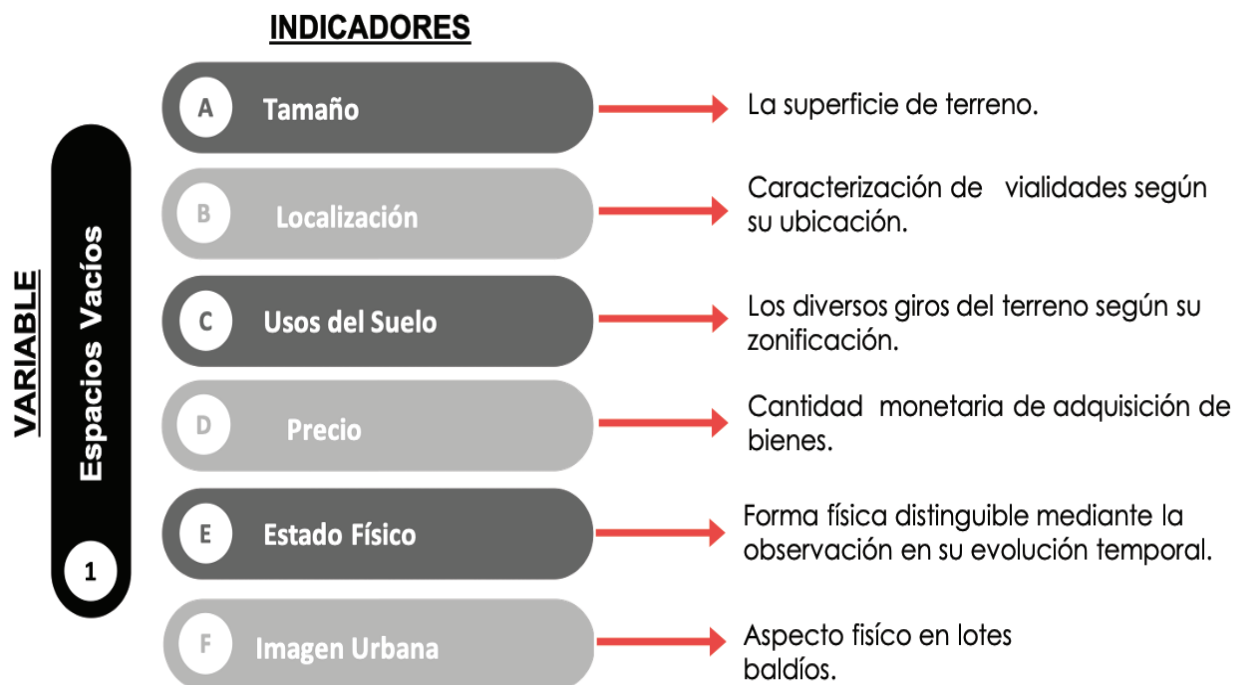 INDICADORES
VARIABLE
Espacios Vacíos
1
A
Tamaño
La superficie de terreno.
B
Localización
Caracterización de vialidades según
su ubicación.
C
Usos del Suelo
Los diversos giros del terreno según su
zonificación.
D
Precio
Cantidad monetaria de adquisición de
bienes.
E
Estado Físico
Forma física distinguible mediante la
observación en su evolución temporal.
F
Imagen Urbana
Aspecto fisíco en lotes
baldíos.